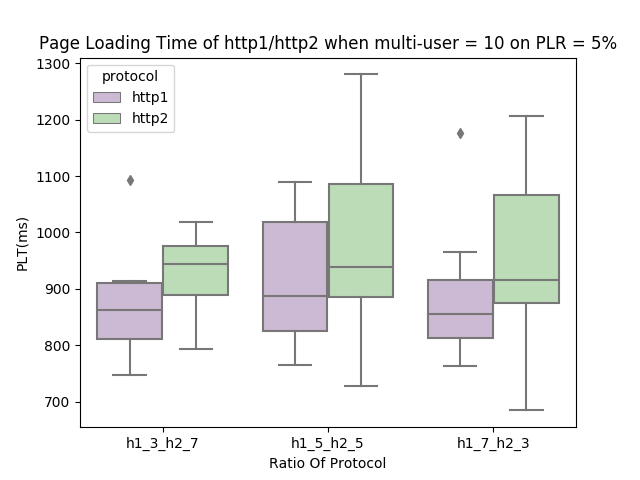 Page Loading Time of http1/http2 when multi-user = 10 on PLR = 5%
1300
1200
1100
1000
900
800
700
PLT(ms)
protocol
http1
http2
h1_3_h2_7
h1_5_h2_5
h1_7_h2_3
Ratio Of Protocol